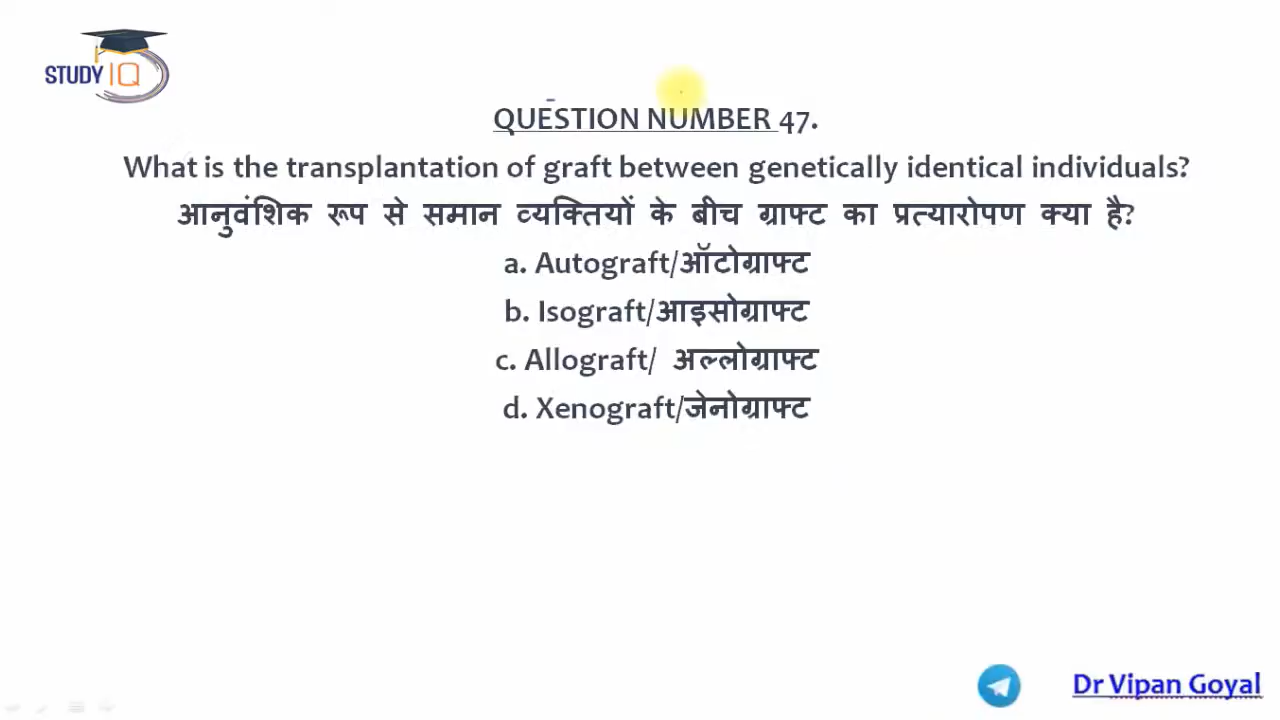 STUDY IQ
QUESTION NUMBER 47.
What is the transplantation of graft between genetically identical individuals?
आनुवंशिक रूप से समान व्यक्तियों के बीच ग्राफ्ट का प्रत्यारोपण क्या है?
a. Autograft/ऑटोग्राफ्ट
b. Isograft/आइसोग्राफ्ट
c. Allograft/ अल्लोग्राफ्ट
d. Xenograft/जेनोग्राफ्ट
Dr Vipan Goyal